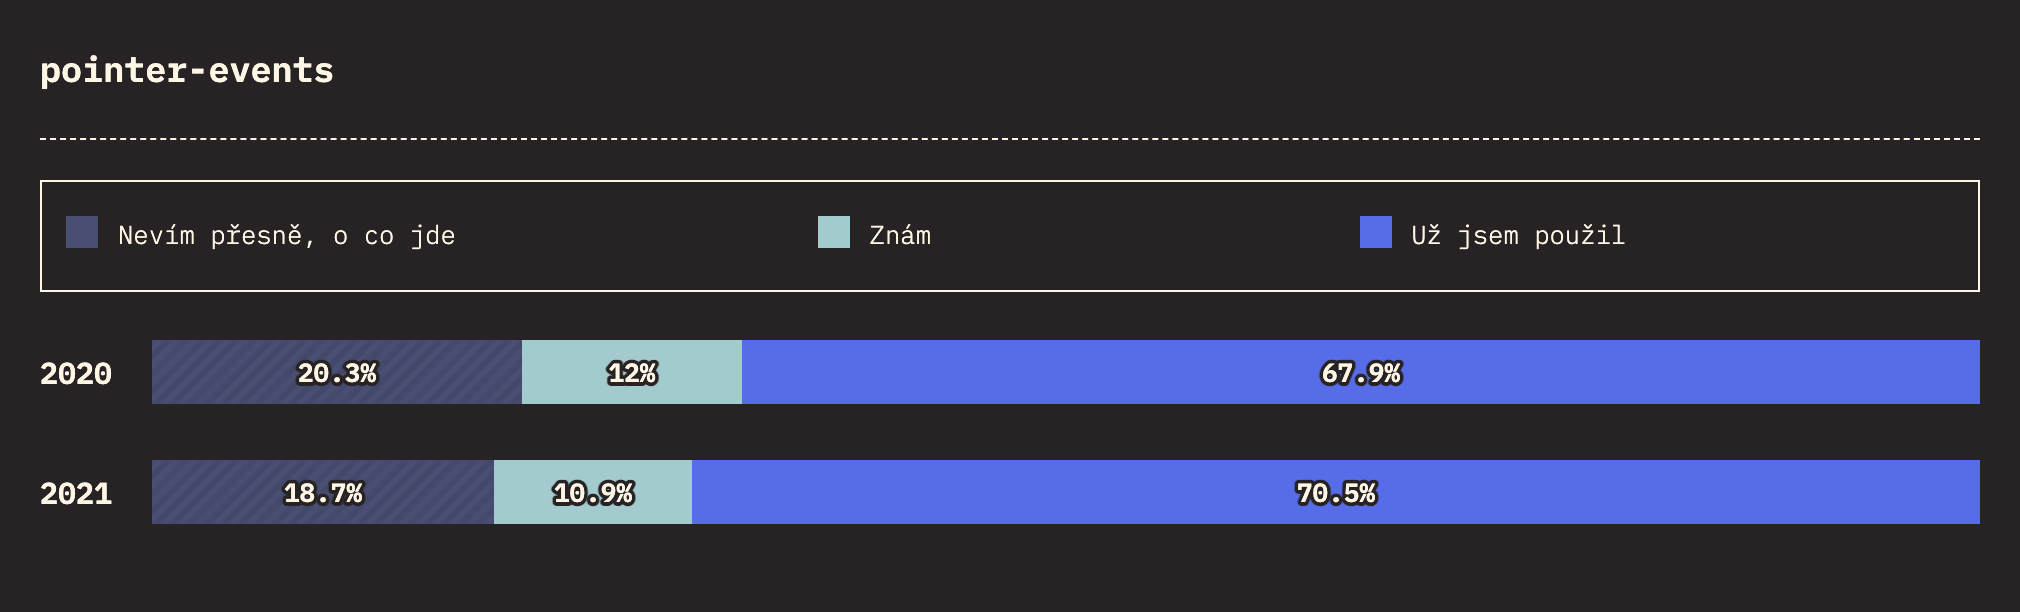 pointer-events
Nevím přesně, o co jde Znám Už jsem použil
2020 20.3% 12% 67.9%
2021 18.7% 10.9% 70.5%